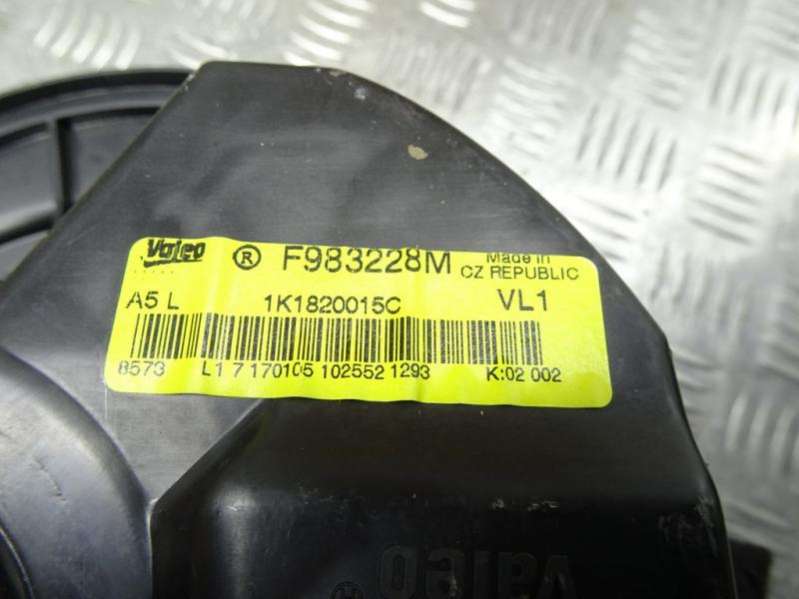 Valeo ® F983228M Made in
CZ REPUBLIC
A5 L 1K1820015C VL1
8573 L1 7 170105 102552 1293 K:02 002
Valeo